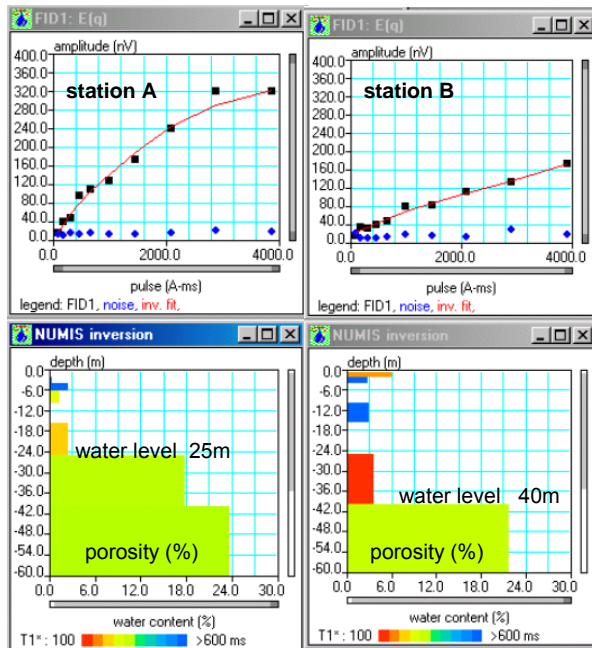 FID1: E(q)
amplitude (nV)
400.0
360.0
320.0
280.0
240.0
200.0
160.0
120.0
80.0
40.0
0.0
station A
0.0
2000.0
4000.0
pulse (A-ms)
legend: FID1, noise, inv. fit,
FID1: E(q)
amplitude (nV)
400.0
360.0
320.0
280.0
240.0
200.0
160.0
120.0
80.0
40.0
0.0
station B
0.0
2000.0
4000.0
pulse (A-ms)
legend: FID1, noise, inv. fit,
NUMIS inversion
depth (m)
0.0
-6.0
-12.0
-18.0
-24.0
-30.0
-36.0
-42.0
-48.0
-54.0
-60.0
water level 25m
porosity (%)
0.0 6.0 12.0 18.0 24.0 30.0
water content (%)
T1* : 100 >600 ms
NUMIS inversion
depth (m)
0.0
-6.0
-12.0
-18.0
-24.0
-30.0
-36.0
-42.0
-48.0
-54.0
-60.0
water level 40m
porosity (%)
0.0 6.0 12.0 18.0 24.0 30.0
water content (%)
T1* : 100 >600 ms